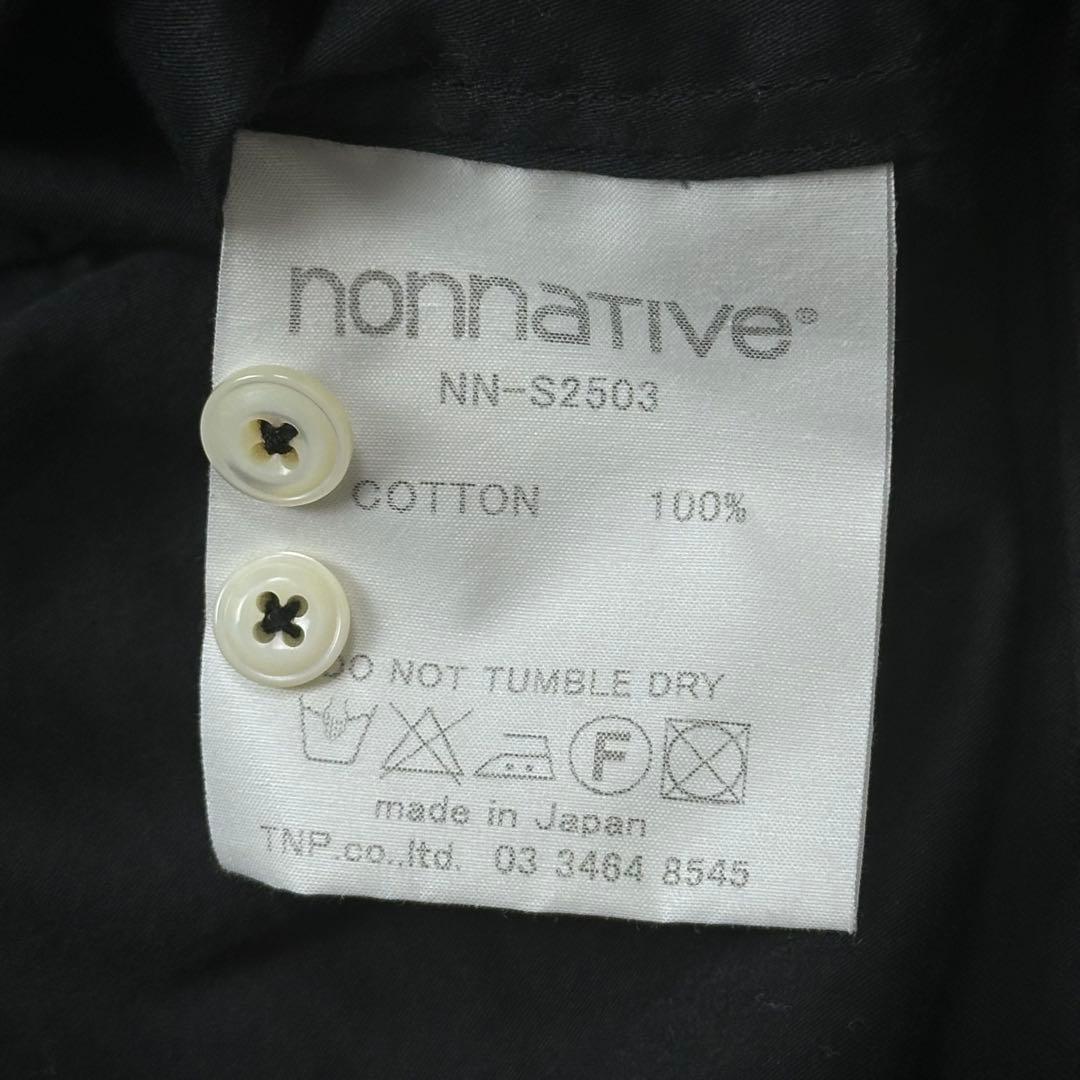 nonnative®
NN-S2503
COTTON 100%
DO NOT TUMBLE DRY
F
made in Japan
TNP.co.,ltd. 03 3464 8545